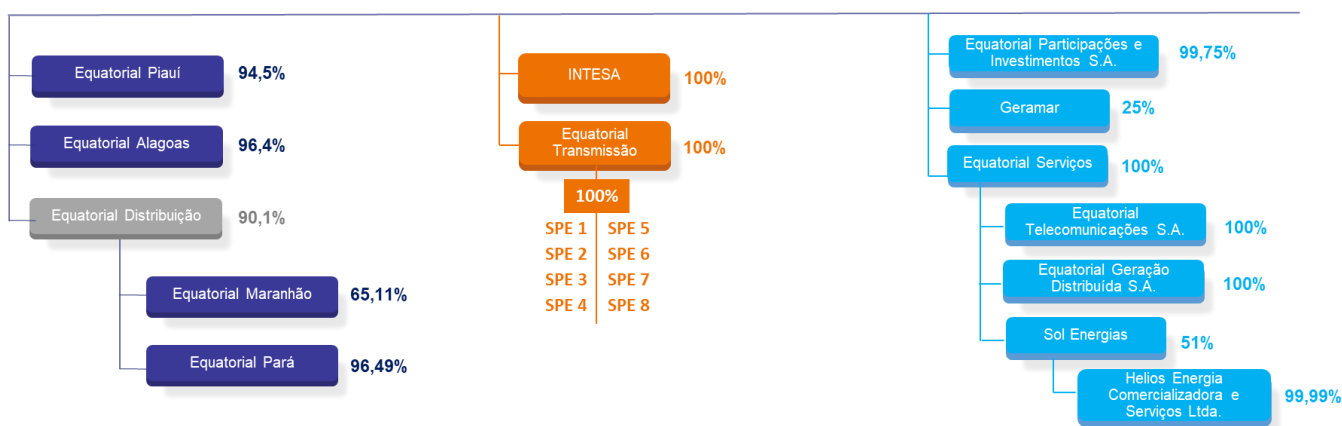 Equatorial Piauí
94,5%
Equatorial Alagoas
96,4%
Equatorial Distribuição
90,1%
Equatorial Maranhão
65,11%
Equatorial Pará
96,49%
INTESA
100%
Equatorial
Transmissão
100%
100%
SPE 1
SPE 5
SPE 2
SPE 6
SPE 3
SPE 7
SPE 4
SPE 8
Equatorial Participações e
Investimentos S.A.
99,75%
Geramar
25%
Equatorial Serviços
100%
Equatorial
Telecomunicações S.A.
100%
Equatorial Geração
Distribuída S.A.
100%
Sol Energias
51%
Helios Energia
Comercializadora e
Serviços Ltda.
99,99%